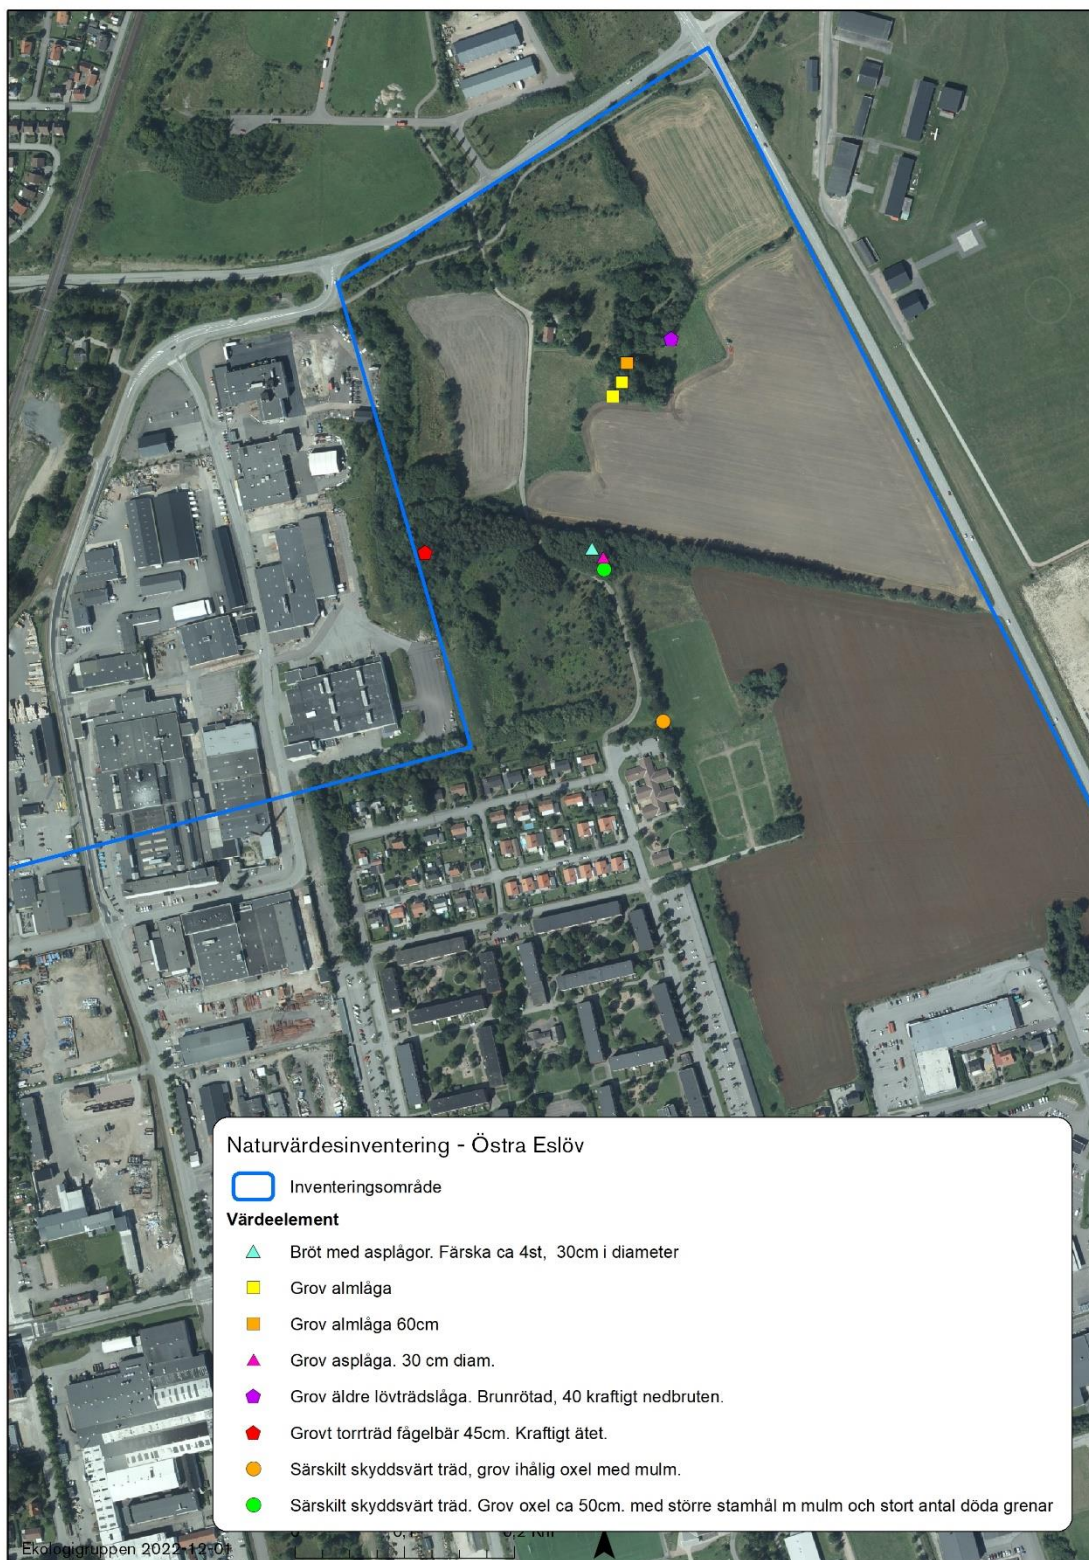 Naturvärdesinventering - Östra Eslöv
Inventeringsområde
Värdeelement
Bröt med asplågor. Färska ca 4st, 30cm i diameter
Grov almlåga
Grov almlåga 60cm
Grov asplåga. 30 cm diam.
Grov äldre lövträdslåga. Brunrötad, 40 kraftigt nedbruten.
Grovt torrträd fågelbär 45cm. Kraftigt ätet.
Särskilt skyddsvärt träd, grov ihålig oxel med mulm.
Särskilt skyddsvärt träd. Grov oxel ca 50cm. med större stamhål m mulm och stort antal döda grenar
Ekologigruppen 2022-12-01